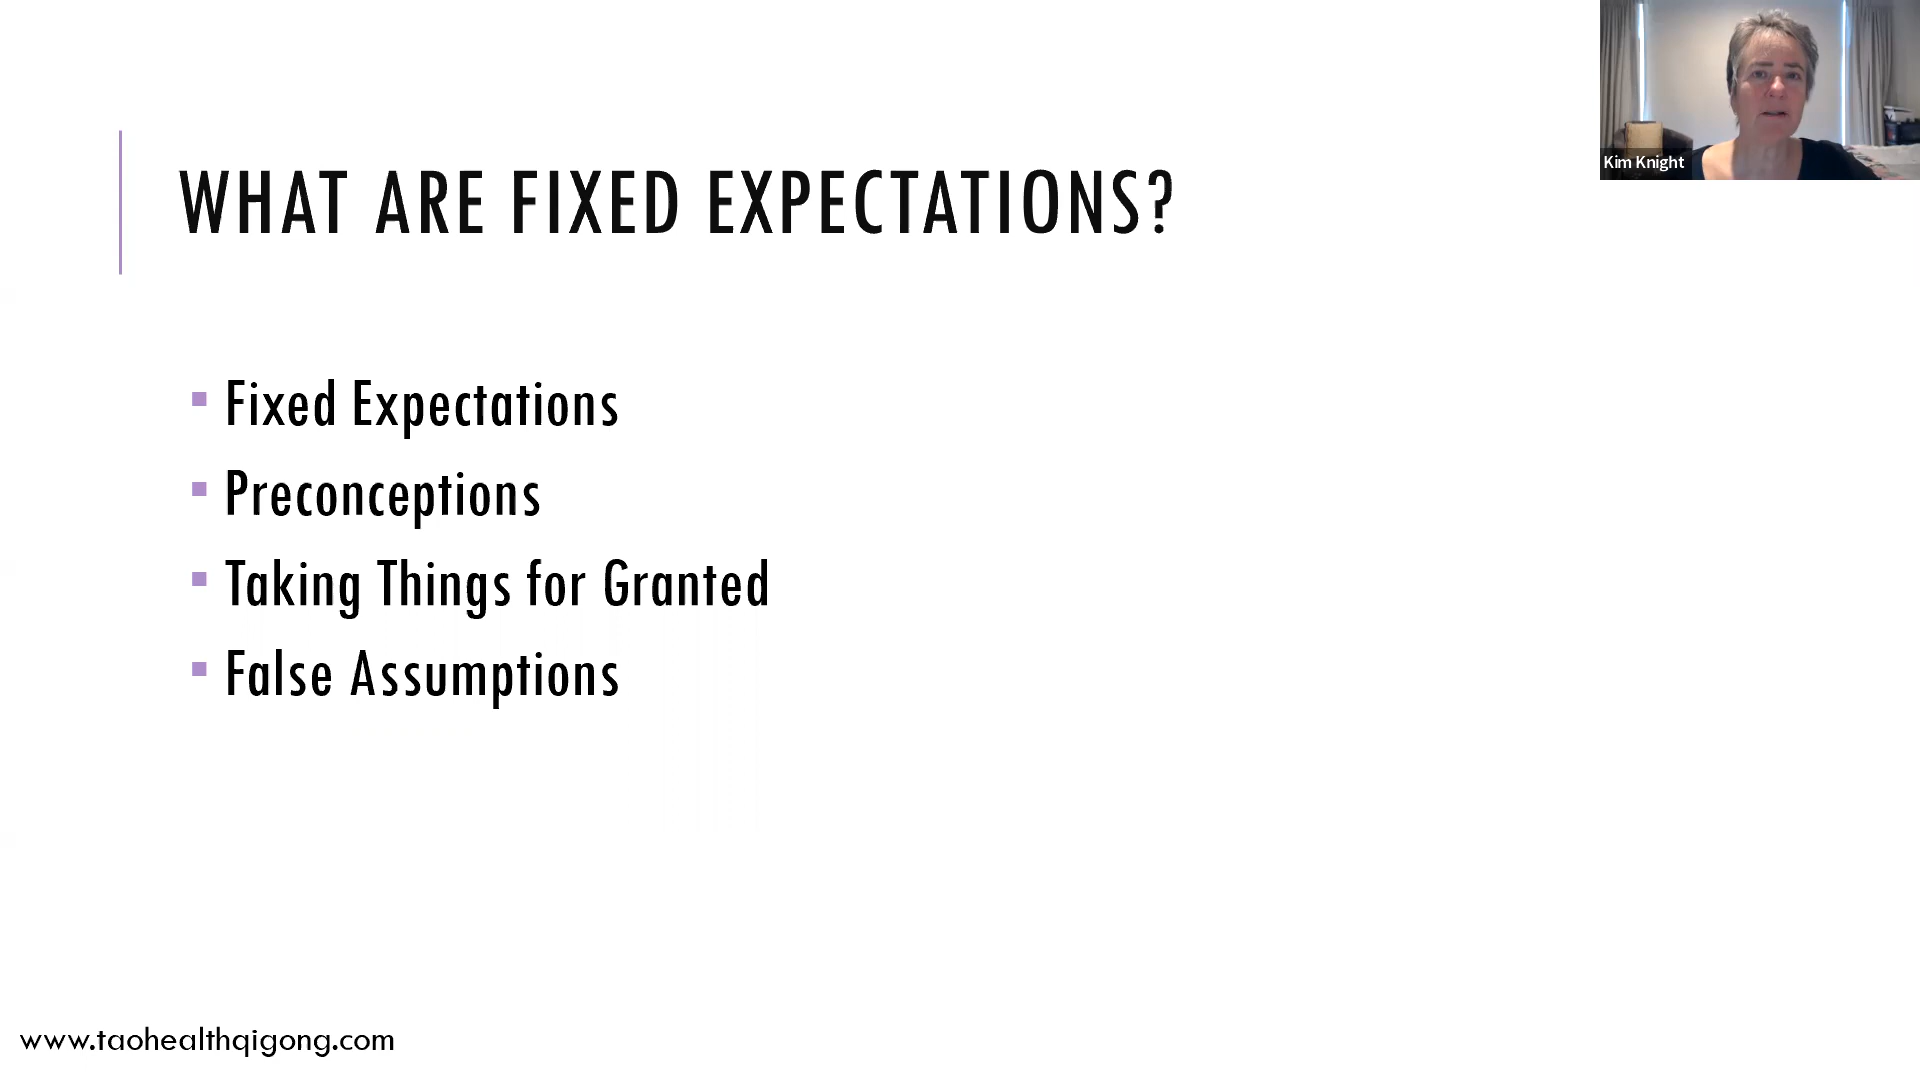 WHAT ARE FIXED EXPECTATIONS?
Kim Knight
Fixed Expectations
Preconceptions
Taking Things for Granted
False Assumptions
www.taohealthqigong.com